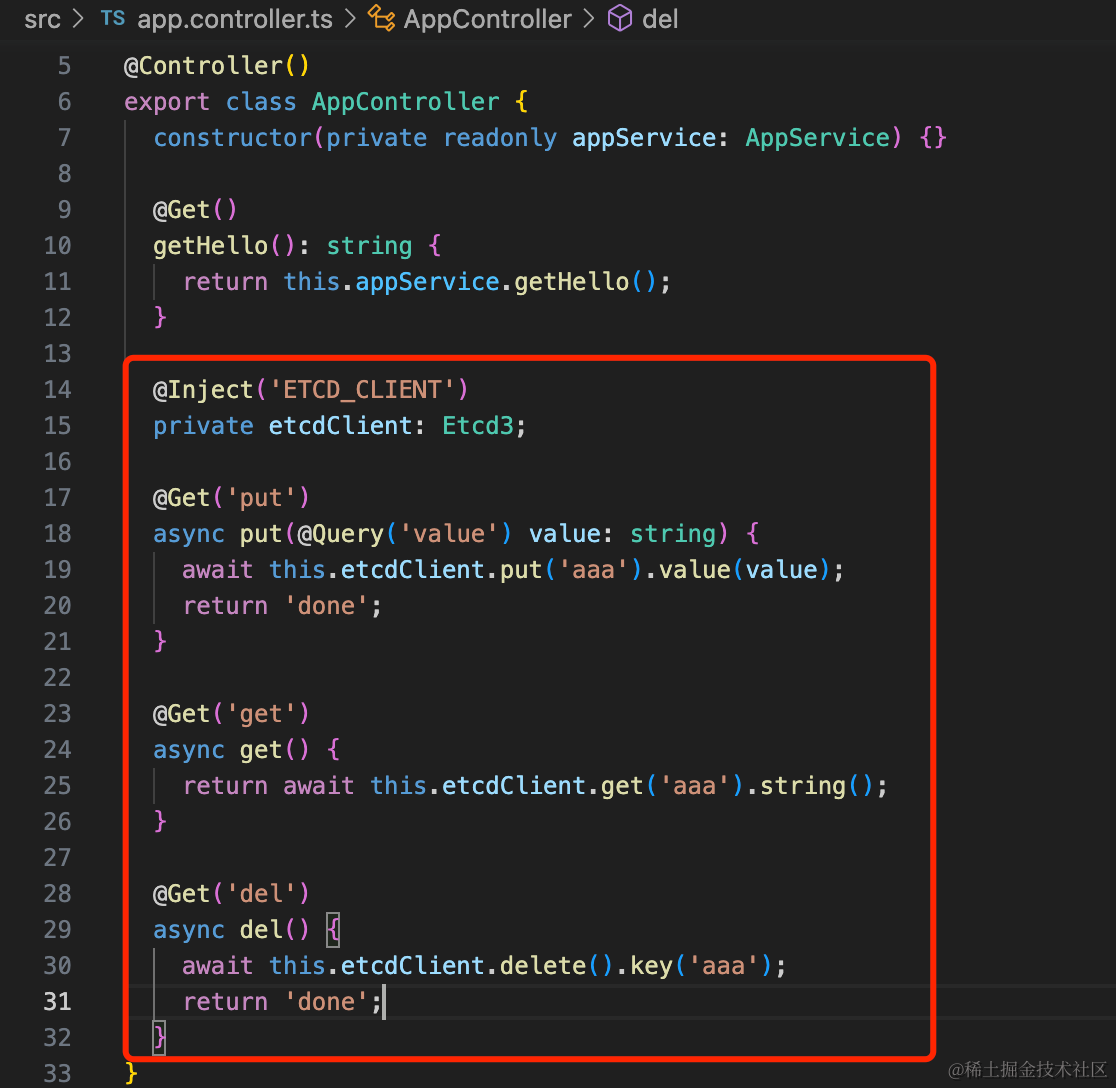 src > TS app.controller.ts > AppController > del
5 @Controller()
6 export class AppController {
7 constructor(private readonly appService: AppService) {}
8
9 @Get()
10 getHello(): string {
11 return this.appService.getHello();
12 }
13
14 @Inject('ETCD_CLIENT')
15 private etcdClient: Etcd3;
16
17 @Get('put')
18 async put(@Query('value') value: string) {
19 await this.etcdClient.put('aaa').value(value);
20 return 'done';
21 }
22
23 @Get('get')
24 async get() {
25 return await this.etcdClient.get('aaa').string();
26 }
27
28 @Get('del')
29 async del() {
30 await this.etcdClient.delete().key('aaa');
31 return 'done';
32 }
33 }
@稀土掘金技术社区